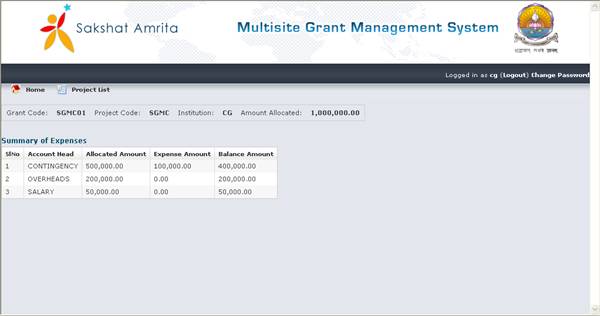 Sakshat Amrita
Multisite Grant Management System
Logged in as cg (Logout) Change Password
Home Project List
Grant Code: SGMC01 Project Code: SGMC Institution: CG Amount Allocated: 1,000,000.00
Summary of Expenses
SlNo Account Head Allocated Amount Expense Amount Balance Amount
1 CONTINGENCY 500,000.00 100,000.00 400,000.00
2 OVERHEADS 200,000.00 0.00 200,000.00
3 SALARY 50,000.00 0.00 50,000.00